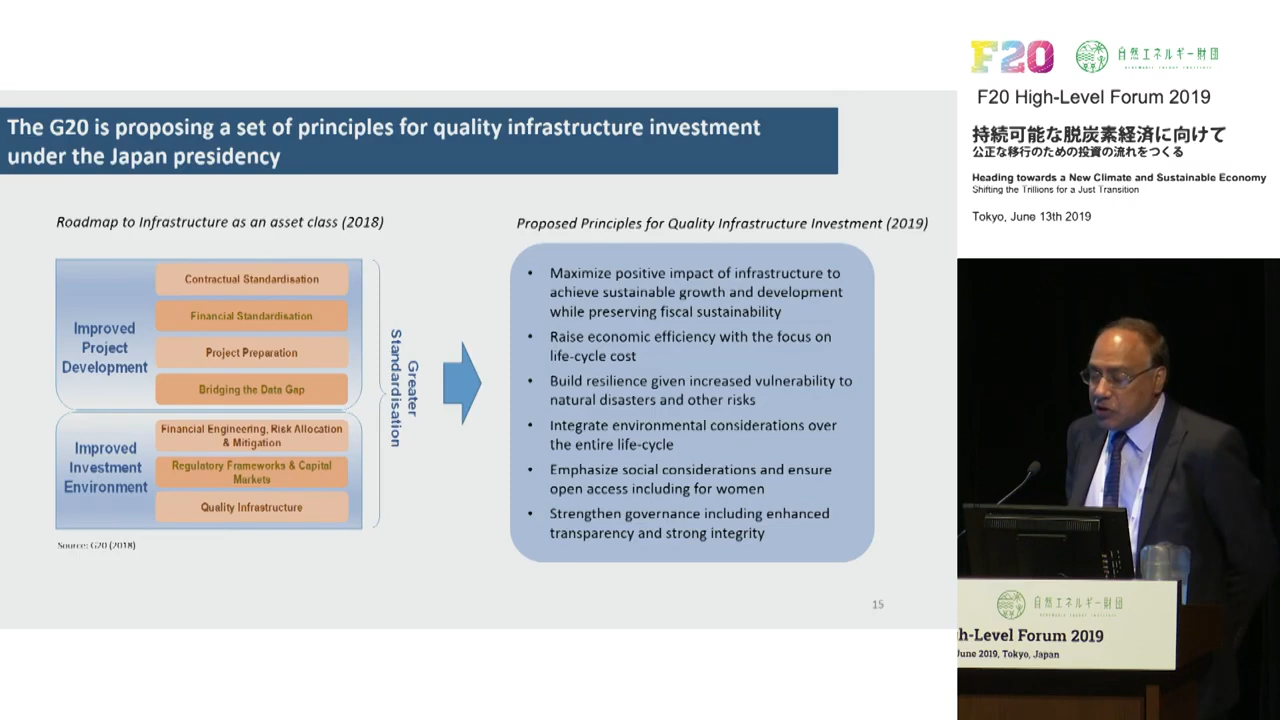 The G20 is proposing a set of principles for quality infrastructure investment
under the Japan presidency
Roadmap to Infrastructure as an asset class (2018)
Improved
Project
Development
Contractual Standardisation
Financial Standardisation
Project Preparation
Bridging the Data Gap
Improved
Investment
Environment
Financial Engineering, Risk Allocation
& Mitigation
Regulatory Frameworks & Capital
Markets
Quality Infrastructure
Greater
Standardisation
Source: G20 (2018)
Proposed Principles for Quality Infrastructure Investment (2019)
• Maximize positive impact of infrastructure to
achieve sustainable growth and development
while preserving fiscal sustainability
• Raise economic efficiency with the focus on
life-cycle cost
• Build resilience given increased vulnerability to
natural disasters and other risks
• Integrate environmental considerations over
the entire life-cycle
• Emphasize social considerations and ensure
open access including for women
• Strengthen governance including enhanced
transparency and strong integrity
15
F20
自然エネルギー財団
RENEWABLE ENERGY INSTITUTE
F20 High-Level Forum 2019
持続可能な脱炭素経済に向けて
公正な移行のための投資の流れをつくる
Heading towards a New Climate and Sustainable Economy
Shifting the Trillions for a Just Transition
Tokyo, June 13th 2019
自然エネルギー財団
RENEWABLE ENERGY INSTITUTE
h-Level Forum 2019
June 2019, Tokyo, Japan